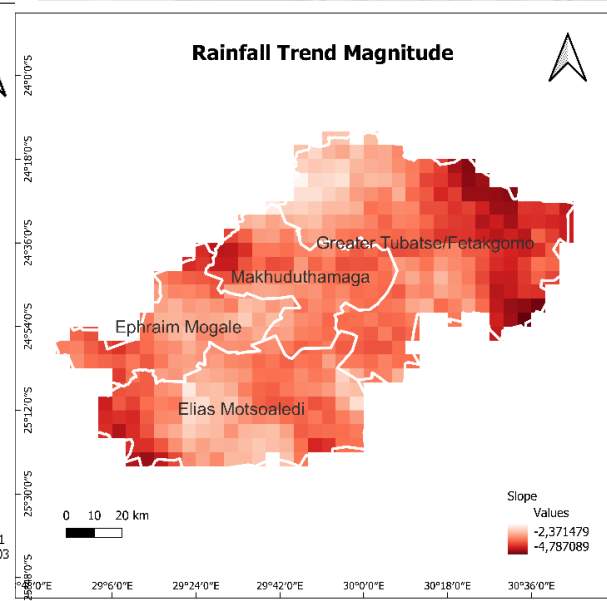 Rainfall Trend Magnitude
24°0'0"S
24°18'0"S
24°36'0"S
24°54'0"S
25°12'0"S
25°30'0"S
Greater Tubatse/Fetakgomo
Makhuduthamaga
Ephraim Mogale
Elias Motsoaledi
0 10 20 km
Slope
Values
-2,371479
-4,787089
1
03
29°6'0"E
29°24'0"E
29°42'0"E
30°0'0"E
30°18'0"E
30°36'0"E